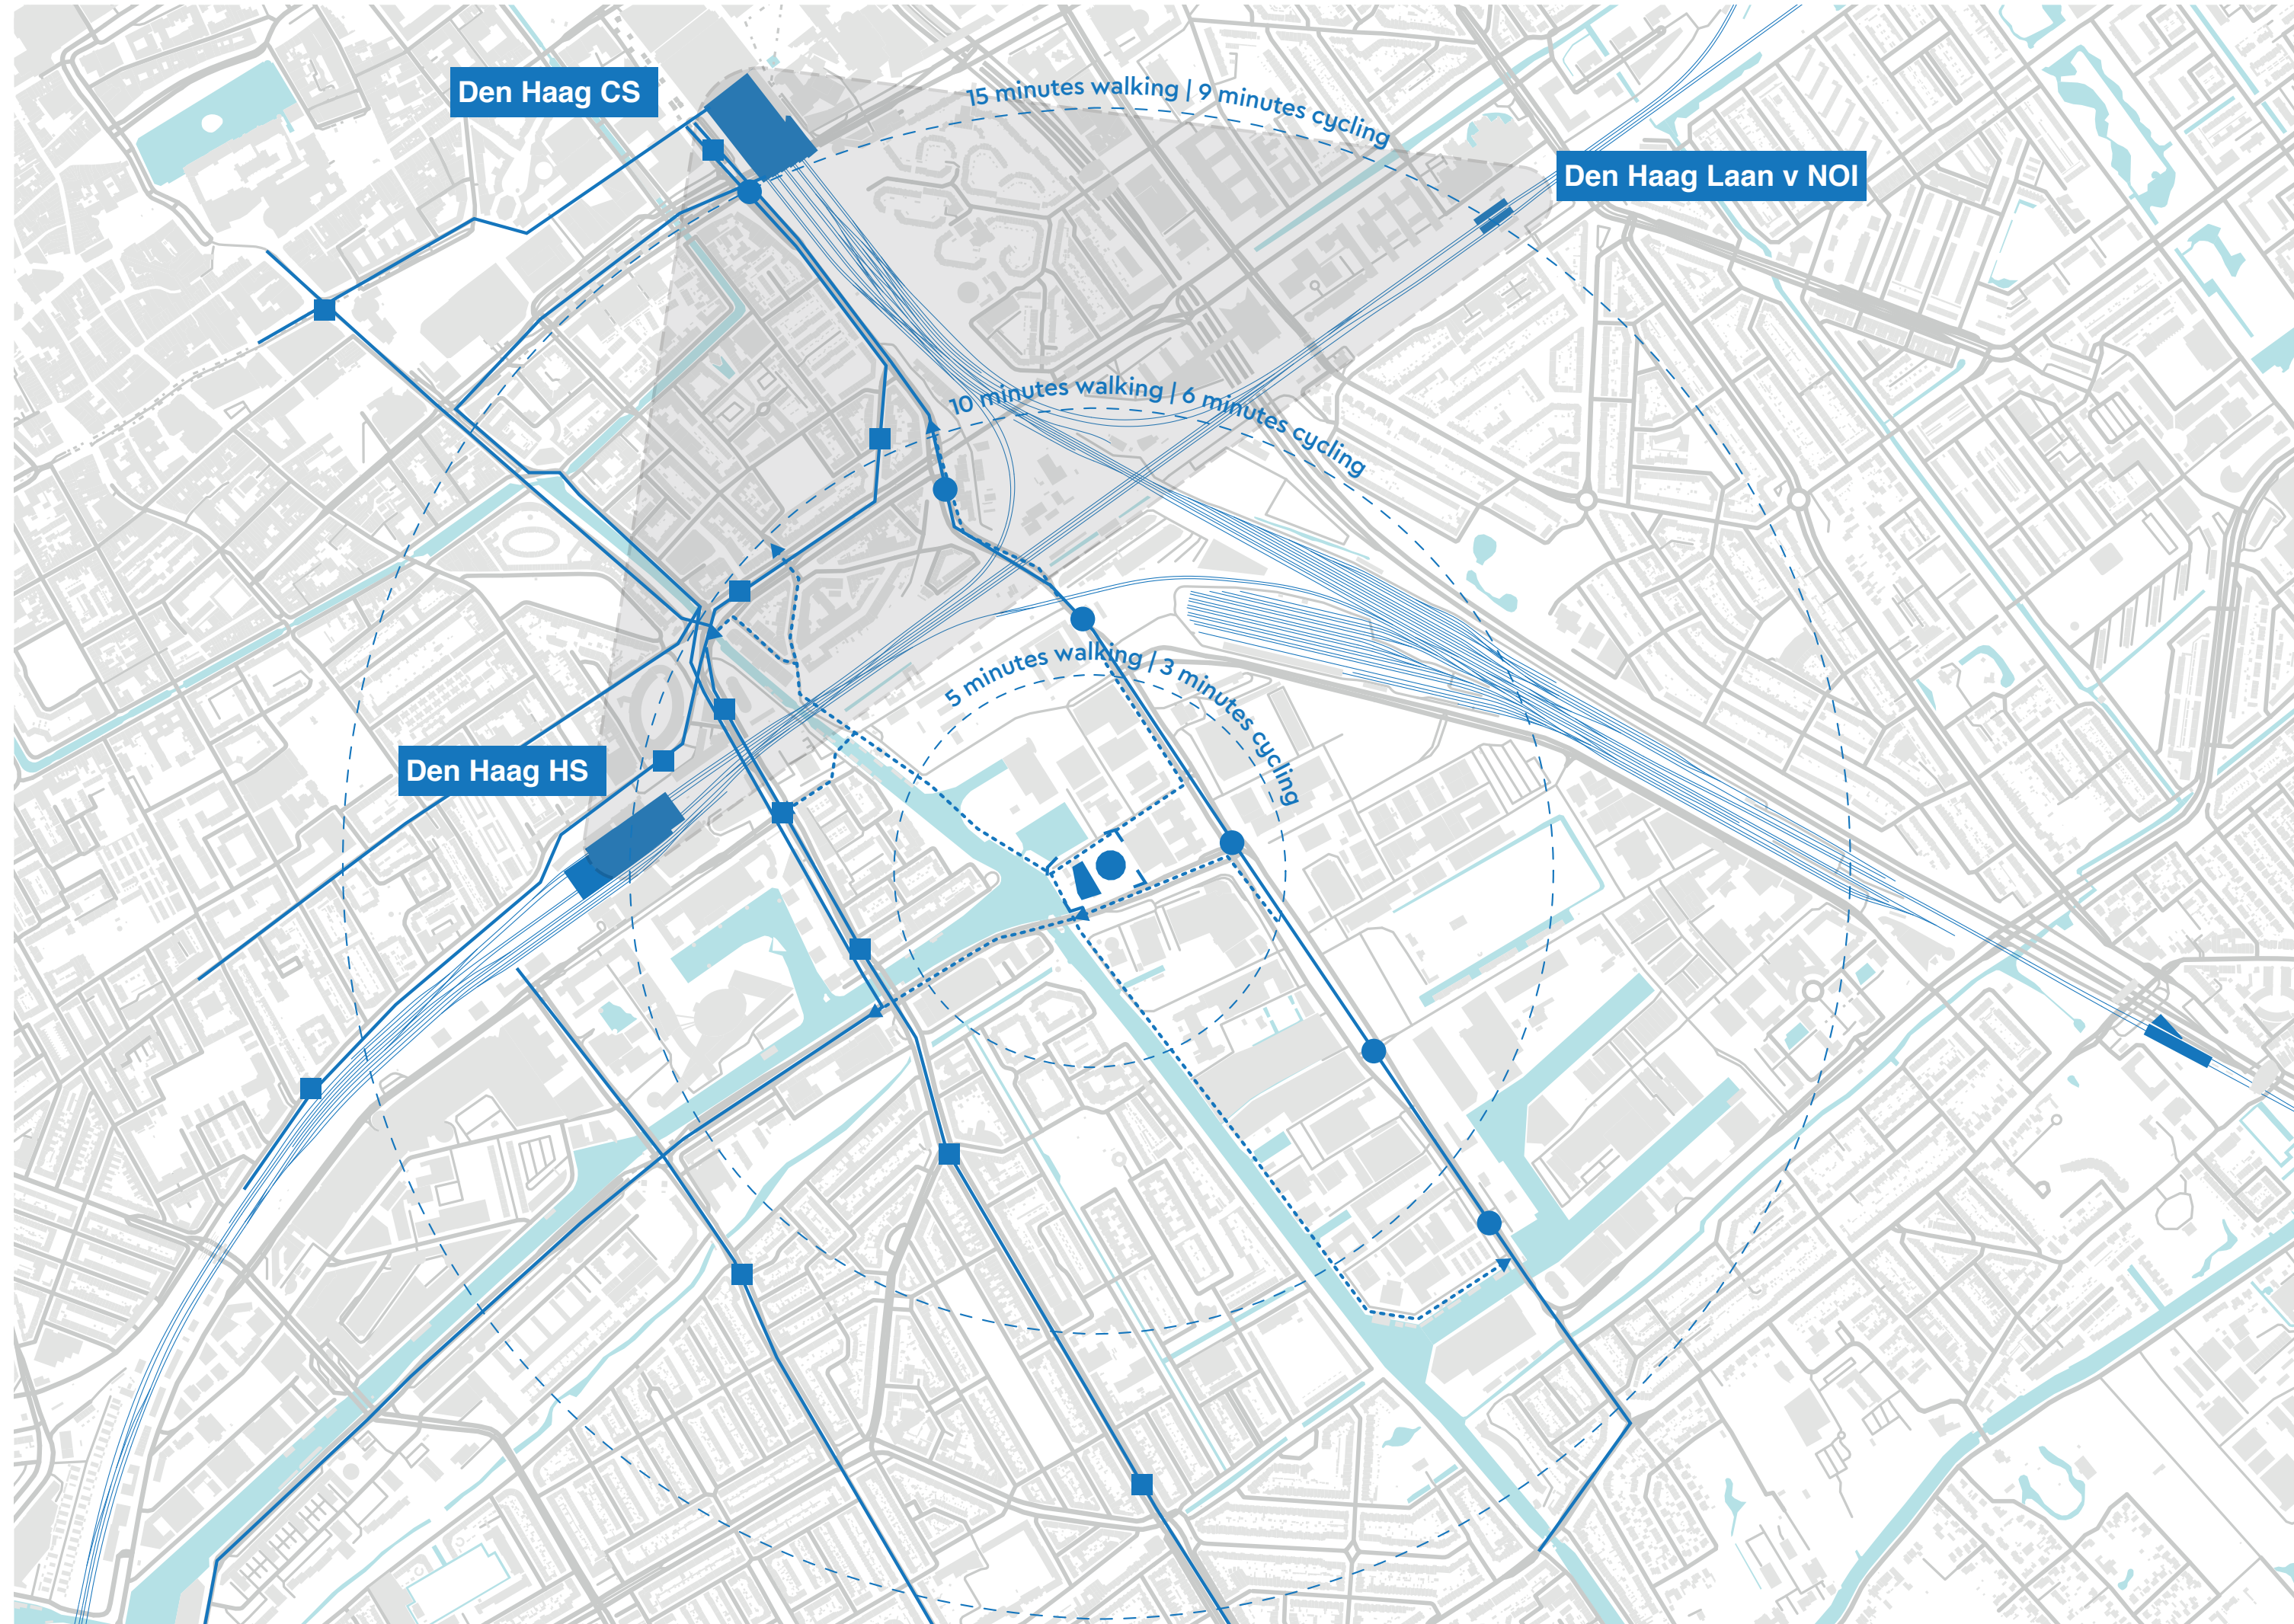 Den Haag CS
15 minutes walking | 9 minutes cycling
Den Haag Laan v NOI
10 minutes walking | 6 minutes cycling
5 minutes walking | 3 minutes cycling
Den Haag HS